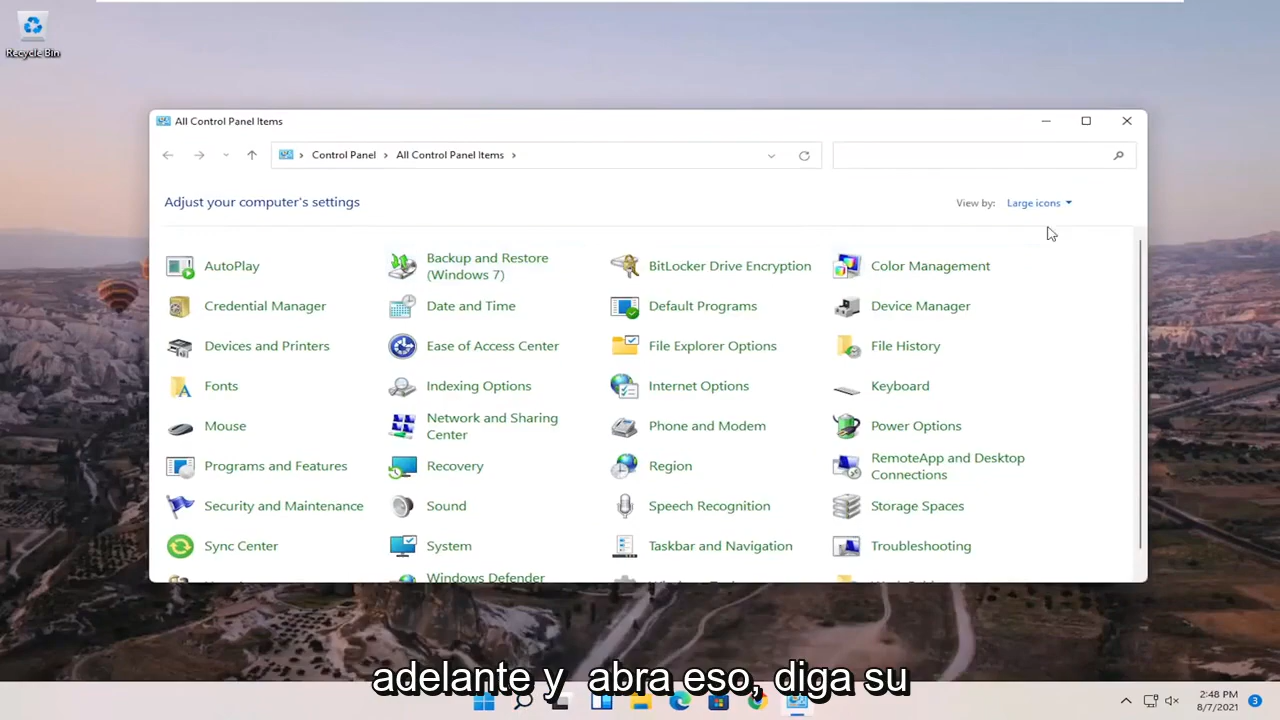 Recycle Bin
All Control Panel Items
Control Panel
All Control Panel Items
Adjust your computer's settings
View by:
Large icons
AutoPlay
Backup and Restore
(Windows 7)
BitLocker Drive Encryption
Color Management
Credential Manager
Date and Time
Default Programs
Device Manager
Devices and Printers
Ease of Access Center
File Explorer Options
File History
Fonts
Indexing Options
Internet Options
Keyboard
Mouse
Network and Sharing
Center
Phone and Modem
Power Options
Programs and Features
Recovery
Region
RemoteApp and Desktop
Connections
Security and Maintenance
Sound
Speech Recognition
Storage Spaces
Sync Center
System
Taskbar and Navigation
Troubleshooting
Windows Defender
adelante y abra eso, diga su
2:48 PM
8/7/2021
3